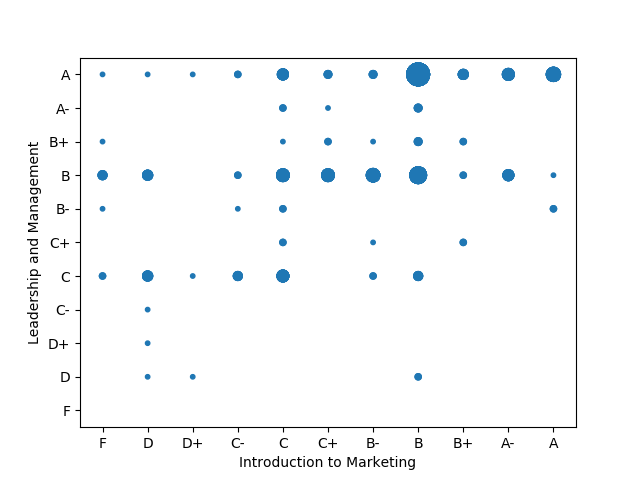 Leadership and Management
A
A-
B+
B
B-
C+
C
C-
D+
D
F
F D D+ C- C C+ B- B B+ A- A
Introduction to Marketing